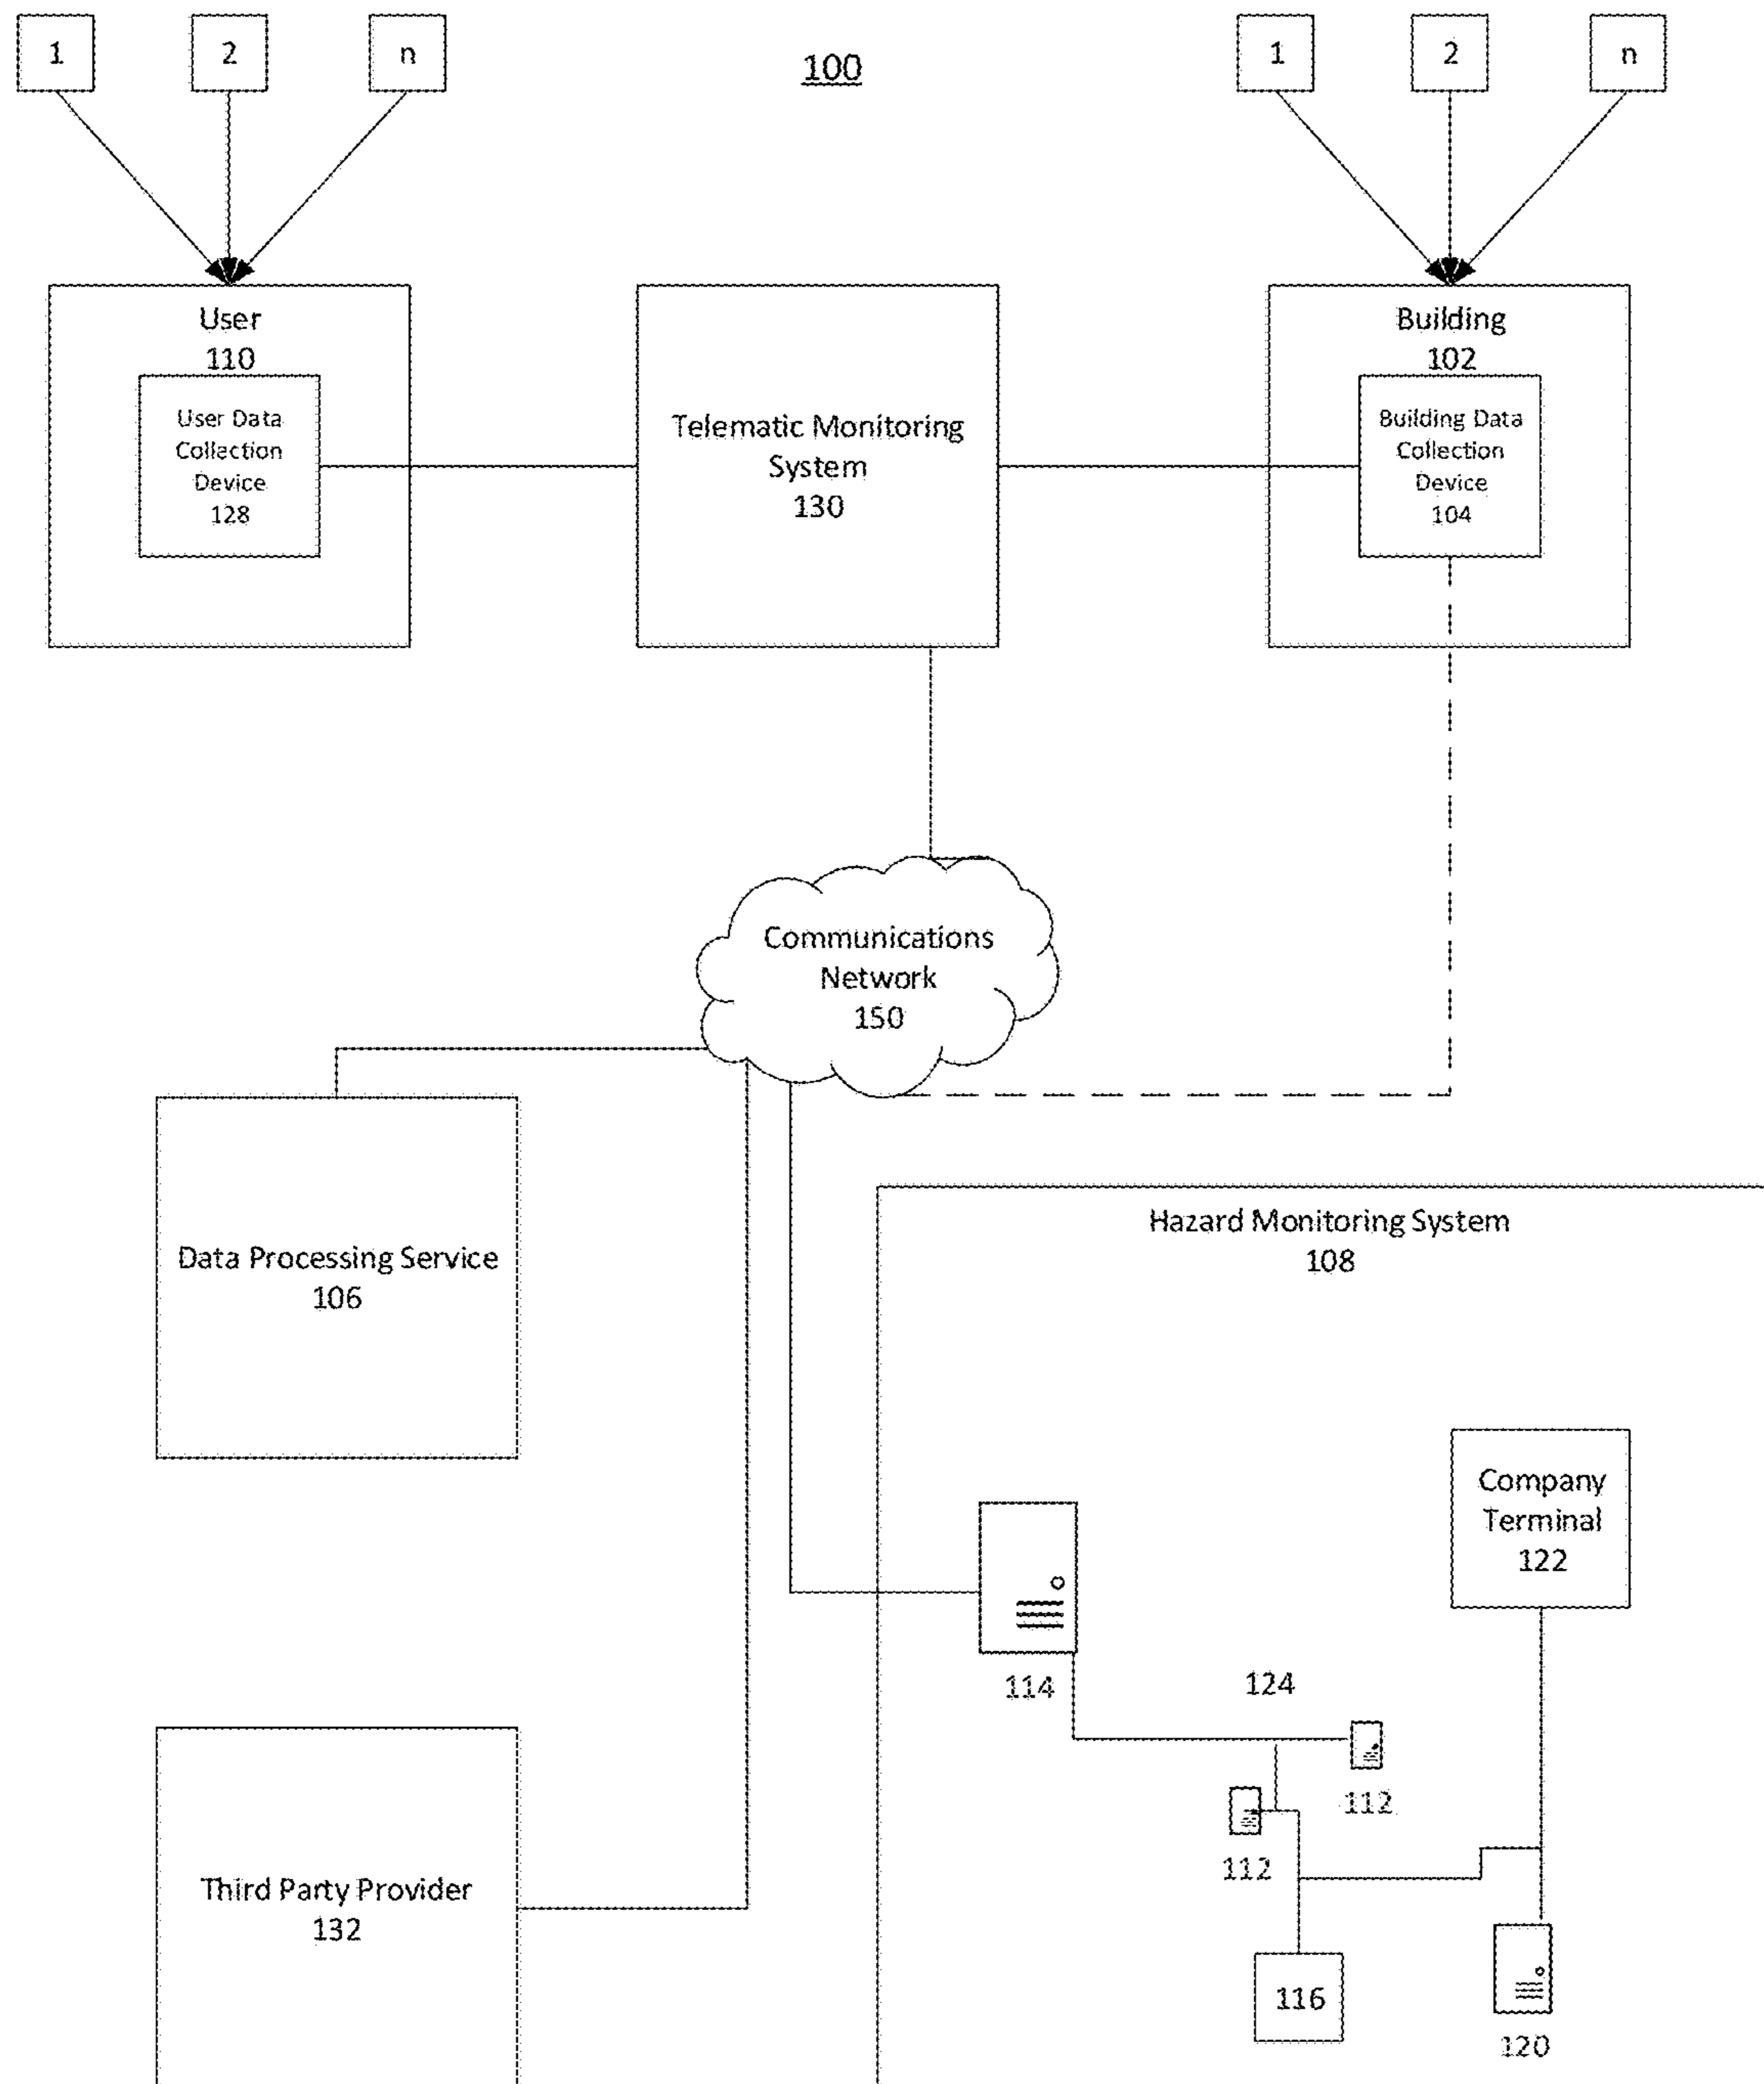 1
2
n
100
1
2
n
User
110
User Data
Collection
Device
128
Telematic Monitoring
System
130
Building
102
Building Data
Collection
Device
104
Communications
Network
150
Data Processing Service
106
Hazard Monitoring System
108
Company
Terminal
122
114
124
112
112
Third Party Provider
132
116
120